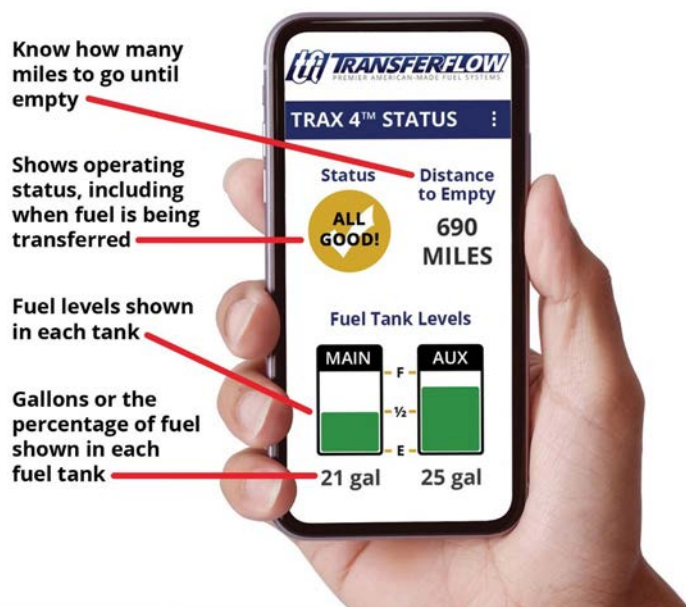 Know how many
miles to go until
empty
Shows operating
status, including
when fuel is being
transferred
Fuel levels shown
in each tank
Gallons or the
percentage of fuel
shown in each
fuel tank
tfi TRANSFERFLOW
PREMIER AMERICAN-MADE FUEL SYSTEMS
TRAX 4™ STATUS
Status
Distance
to Empty
ALL
GOOD!
690
MILES
Fuel Tank Levels
MAIN
AUX
F
½
E
21 gal
25 gal